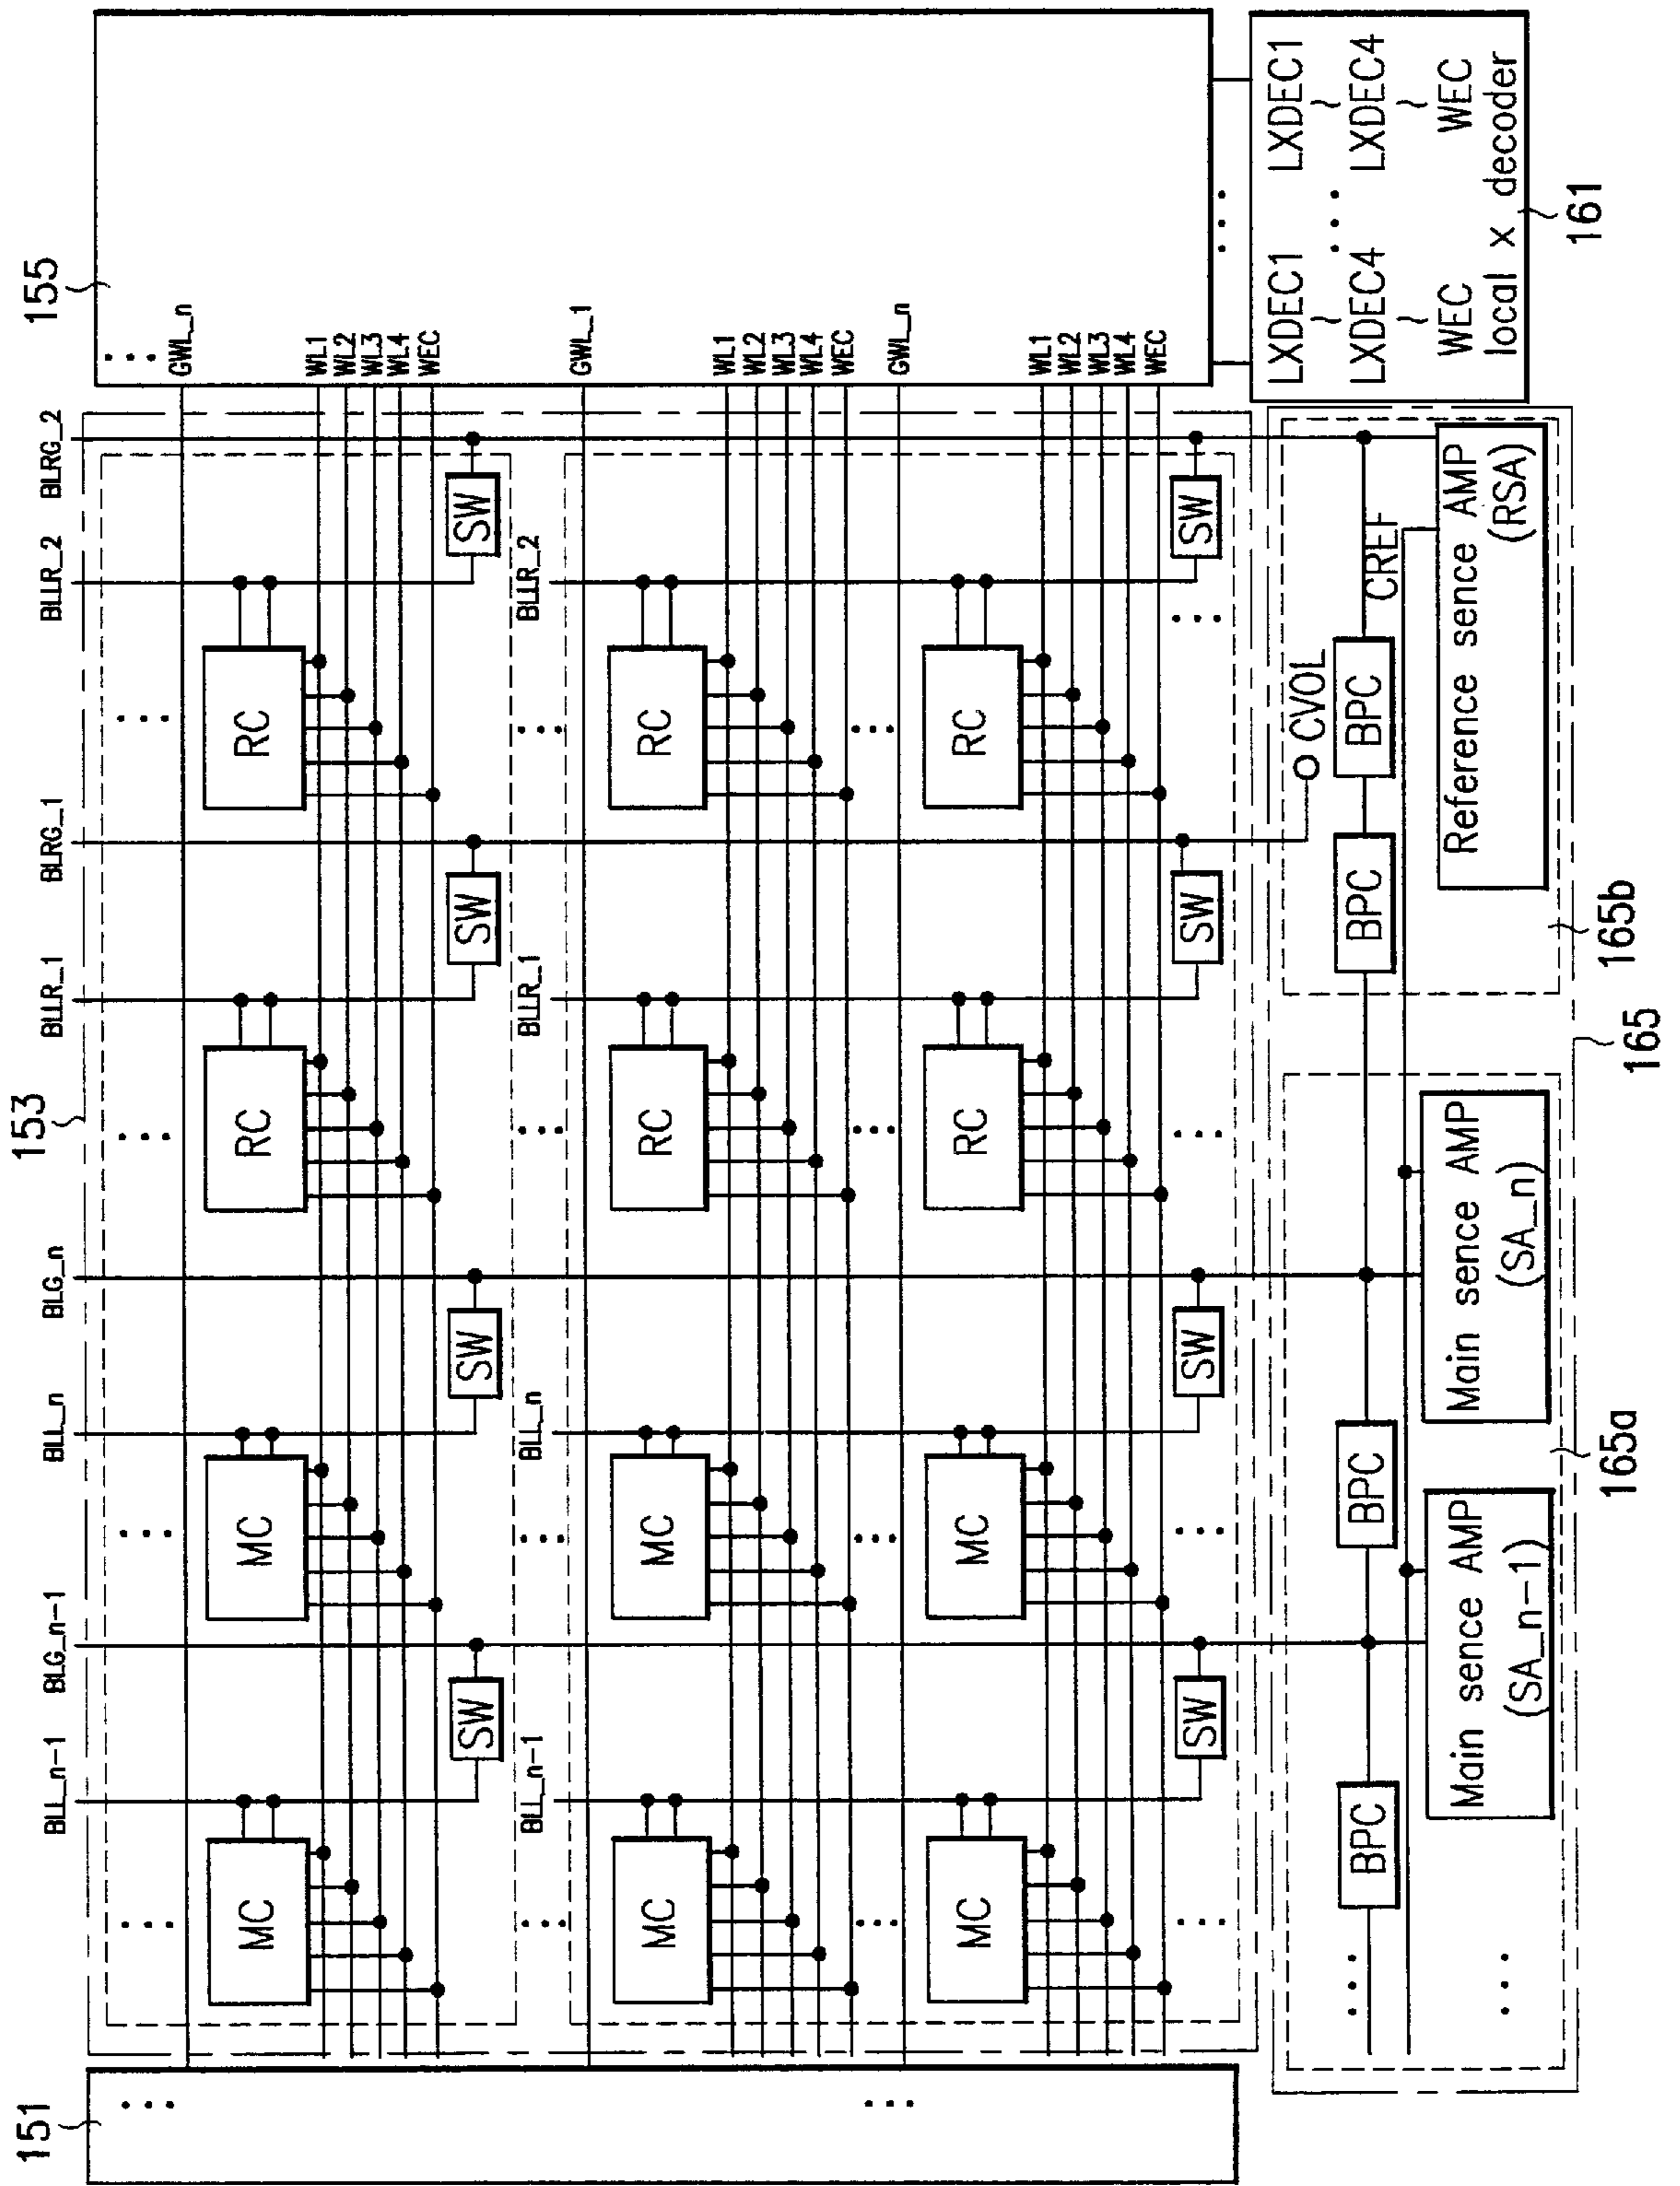 155
153
151
BLL_n-1
BLG_n-1
BLL_n
BLG_n
BLLR_1
BLRG_1
BLLR_2
BLRG_2
. . .
GWL_n
MC
MC
RC
RC
WL1
WL2
WL3
WL4
WEC
SW
SW
SW
SW
BLL_n-1
BLL_n
BLLR_1
BLLR_2
GWL_1
MC
MC
RC
RC
WL1
WL2
WL3
WL4
WEC
GWL_n
MC
MC
RC
RC
WL1
WL2
WL3
WL4
WEC
SW
SW
SW
SW
CVOL
BPC
BPC
BPC
BPC
CREF
Main sence AMP
(SA_n-1)
Main sence AMP
(SA_n)
Reference sence AMP
(RSA)
165a
165
165b
LXDEC1
LXDEC1
~
~
LXDEC4
. . .
LXDEC4
~
~
WEC
WEC
local x decoder
161